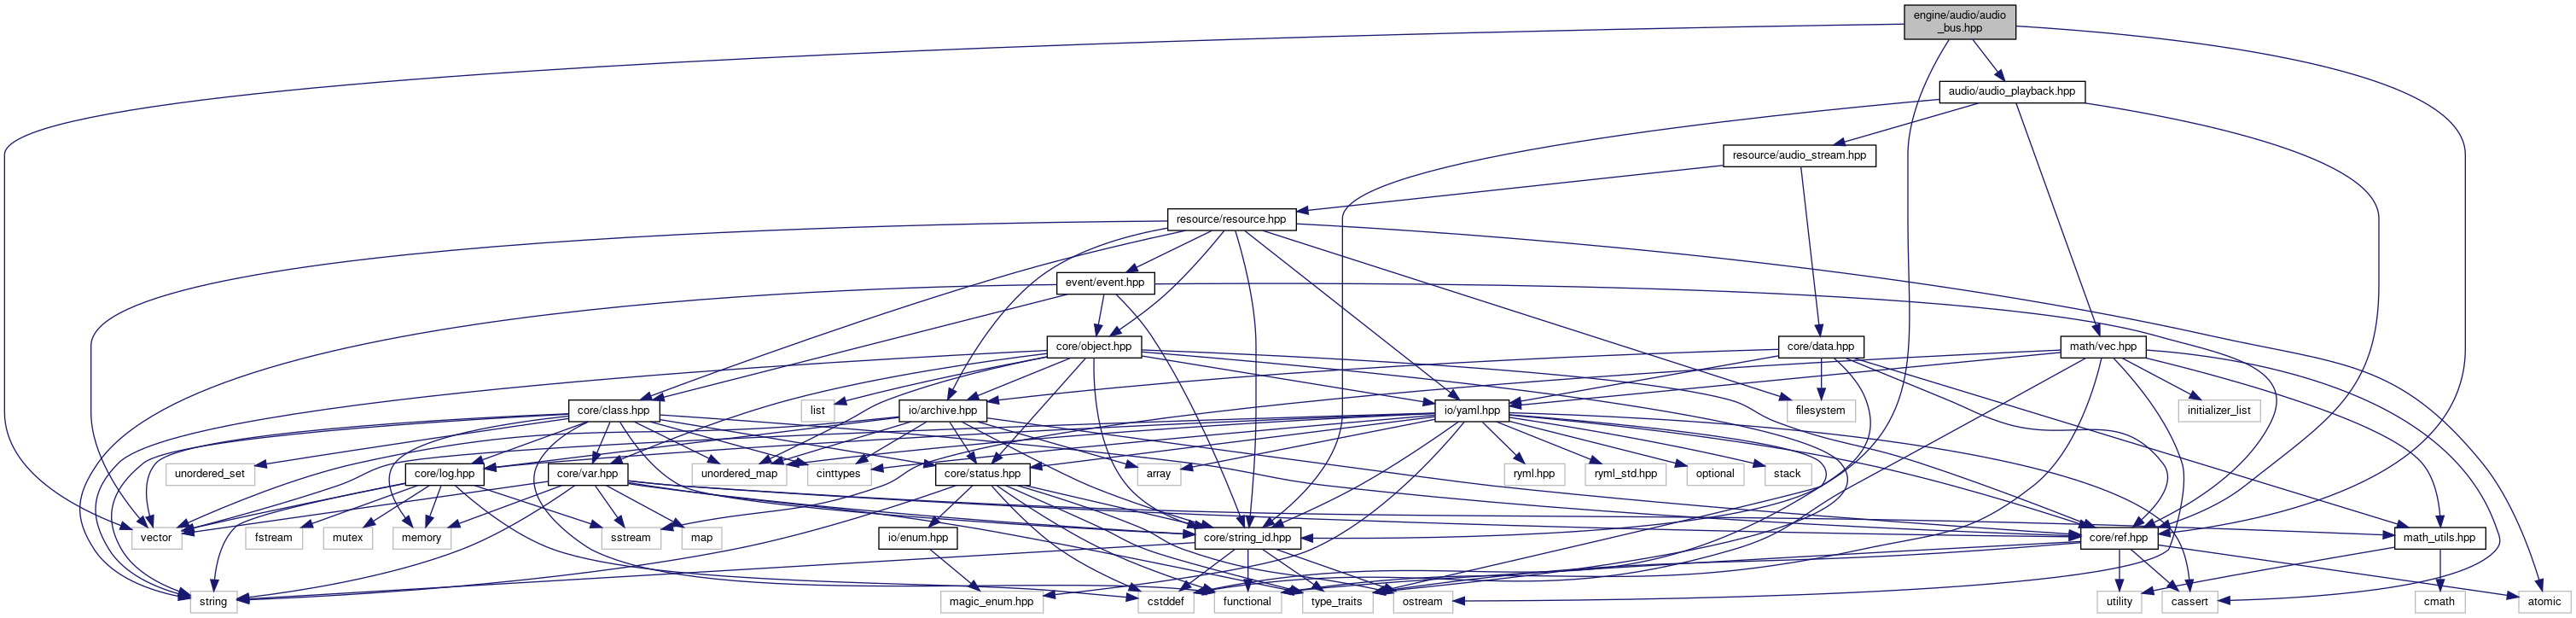 engine/audio/audio
_bus.hpp
audio/audio_playback.hpp
resource/audio_stream.hpp
resource/resource.hpp
event/event.hpp
core/object.hpp
core/data.hpp
math/vec.hpp
core/class.hpp
list
io/archive.hpp
io/yaml.hpp
filesystem
initializer_list
unordered_set
core/log.hpp
core/var.hpp
unordered_map
cinttypes
core/status.hpp
array
ryml.hpp
ryml_std.hpp
optional
stack
vector
fstream
mutex
memory
sstream
map
io/enum.hpp
core/string_id.hpp
core/ref.hpp
math_utils.hpp
string
magic_enum.hpp
cstddef
functional
type_traits
ostream
utility
cassert
cmath
atomic